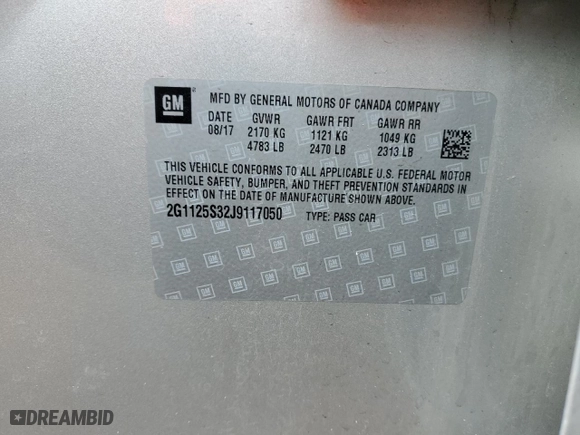 GM
MFD BY GENERAL MOTORS OF CANADA COMPANY
DATE GVWR GAWR FRT GAWR RR
08/17 2170 KG 1121 KG 1049 KG
4783 LB 2470 LB 2313 LB
THIS VEHICLE CONFORMS TO ALL APPLICABLE U.S. FEDERAL MOTOR
VEHICLE SAFETY, BUMPER, AND THEFT PREVENTION STANDARDS IN
EFFECT ON THE DATE OF MANUFACTURE SHOWN ABOVE.
2G1125S32J9117050 TYPE: PASS CAR
DREAMBID